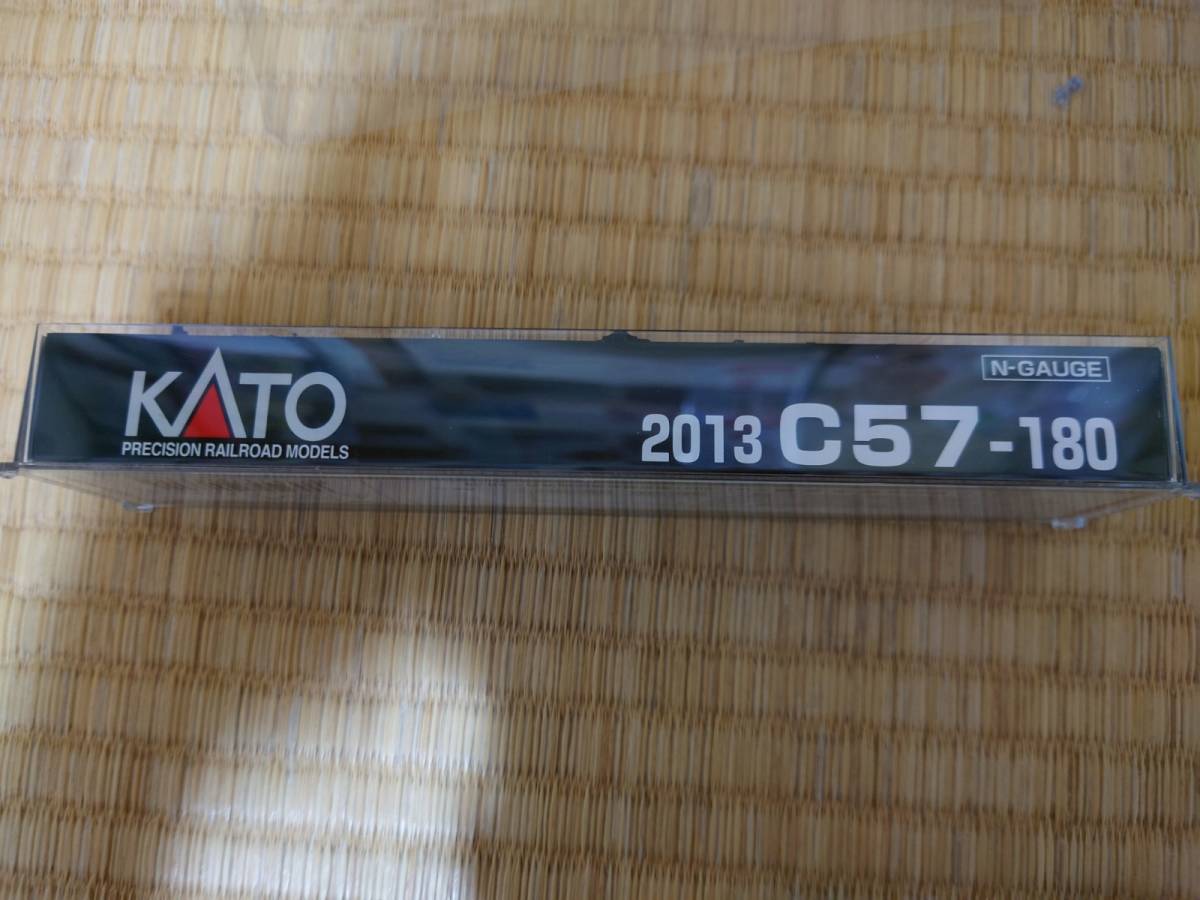 KATO
PRECISION RAILROAD MODELS
N-GAUGE
2013 C57-180